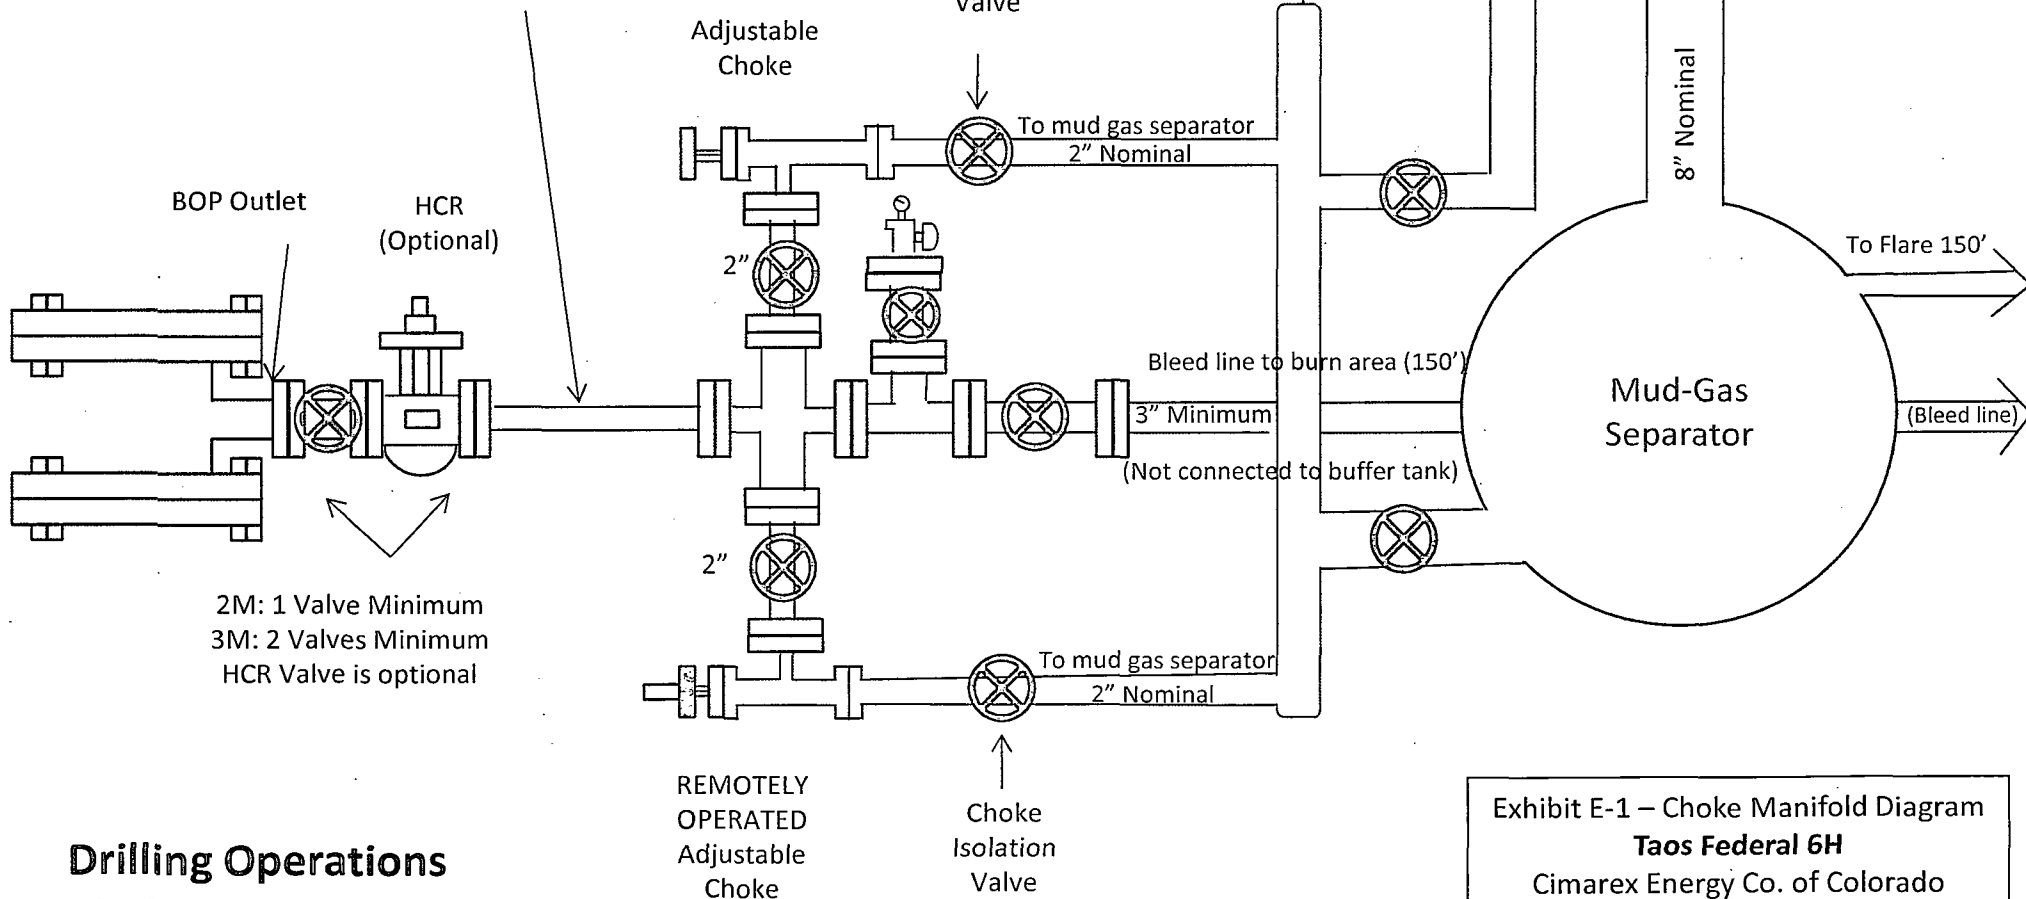 Valve
Adjustable
Choke
To mud gas separator
2” Nominal
8” Nominal
BOP Outlet
HCR
(Optional)
2”
To Flare 150’
Bleed line to burn area (150’)
3” Minimum
(Not connected to buffer tank)
Mud-Gas
Separator
(Bleed line)
2”
2M: 1 Valve Minimum
3M: 2 Valves Minimum
HCR Valve is optional
To mud gas separator
2” Nominal
REMOTELY
OPERATED
Adjustable
Choke
Choke
Isolation
Valve
Drilling Operations
Exhibit E-1 – Choke Manifold Diagram
Taos Federal 6H
Cimarex Energy Co. of Colorado